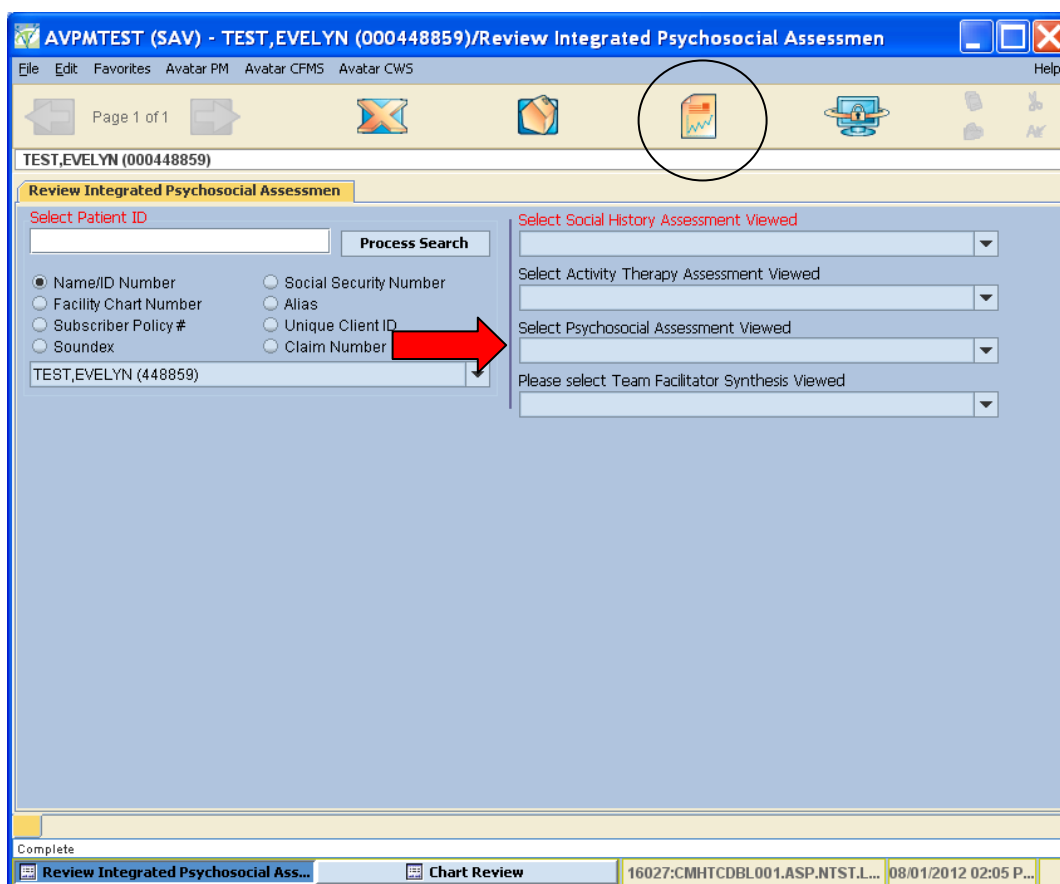 AVPMTEST (SAV) - TEST,EVELYN (000448859)/Review Integrated Psychosocial Assessmen
File Edit Favorites Avatar PM Avatar CFMS Avatar CWS Help
Page 1 of 1
TEST,EVELYN (000448859)
Review Integrated Psychosocial Assessmen
Select Patient ID
Process Search
Name/ID Number
Social Security Number
Facility Chart Number
Alias
Subscriber Policy #
Unique Client ID
Soundex
Claim Number
TEST,EVELYN (448859)
Select Social History Assessment Viewed
Select Activity Therapy Assessment Viewed
Select Psychosocial Assessment Viewed
Please select Team Facilitator Synthesis Viewed
Complete
Review Integrated Psychosocial Ass... Chart Review 16027:CMHTCDBL001.ASP.NTST.L... 08/01/2012 02:05 P...